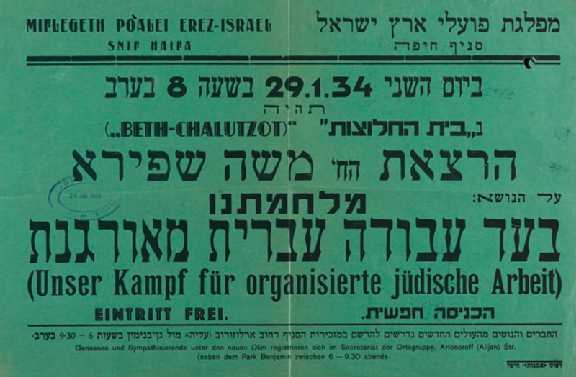 MIFLEGETH POALEI EREZ-ISRAEL
SNIF HAIFA
מפלגת פועלי ארץ ישראל
סניף חיפה
ביום השני 29.1.34 בשעה 8 בערב
תהיה
ב„בית החלוצות" ("BETH-CHALUTZOT„)
הרצאת הח' משה שפירא
על הנושא:
מלחמתנו
בעד עבודה עברית מאורגנת
(Unser Kampf für organisierte jüdische Arbeit)
EINTRITT FREI.
הכניסה חפשית.
החברים והנוטים מהעולים החדשים נדרשים להרשם במזכירות הסניף רחוב ארלוזורוב (עליה) מול גן-בנימין בשעות 6 - 9.30 בערב.
Genossen und Sympathisierende unter den neuen Olim registrieren sich im Secretariat der Ortsgruppe, Arlosoroff (Alijah) Str.
(neben dem Park Benjamin zwischen 6 — 9.30 abends.